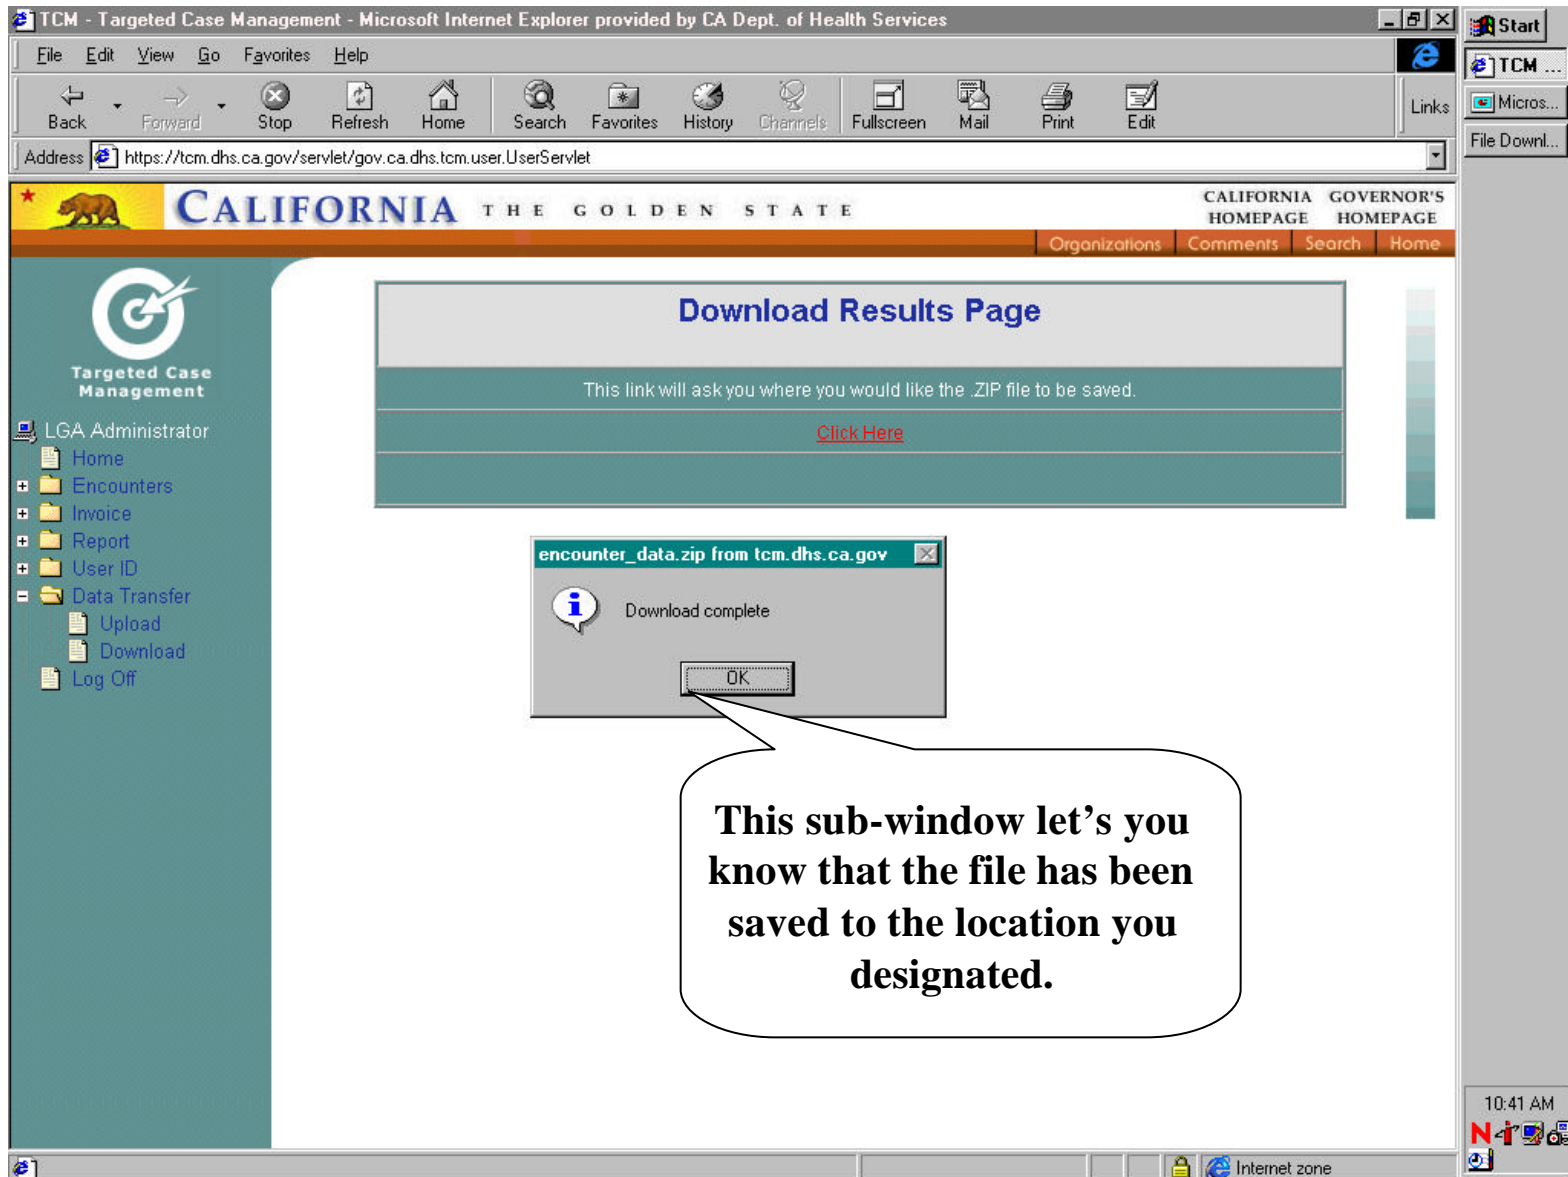 TCM - Targeted Case Management - Microsoft Internet Explorer provided by CA Dept. of Health Services
File Edit View Go Favorites Help
Back Forward Stop Refresh Home Search Favorites History Channels Fullscreen Mail Print Edit Links
Address https://tcm.dhs.ca.gov/servlet/gov.ca.dhs.tcm.user.UserServlet
CALIFORNIA THE GOLDEN STATE
CALIFORNIA HOMEPAGE
GOVERNOR'S HOMEPAGE
Organizations Comments Search Home
Targeted Case
Management
LGA Administrator
Home
Encounters
Invoice
Report
User ID
Data Transfer
Upload
Download
Log Off
Download Results Page
This link will ask you where you would like the .ZIP file to be saved.
Click Here
encounter_data.zip from tcm.dhs.ca.gov
Download complete
OK
This sub-window let's you
know that the file has been
saved to the location you
designated.
Internet zone
Start
TCM ...
Micros...
File Downl...
10:41 AM